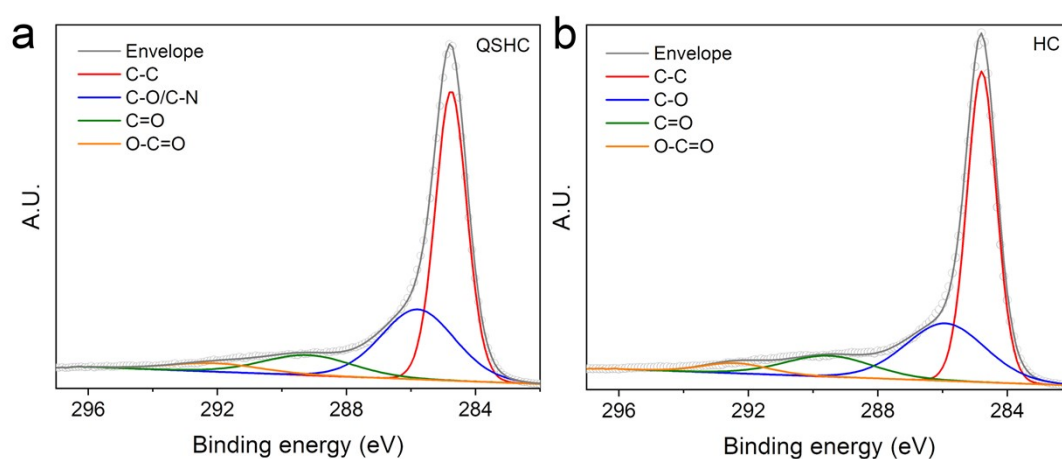 a
QSHC
Envelope
C-C
C-O/C-N
C=O
O-C=O
A.U.
296
292
288
284
Binding energy (eV)
b
HC
Envelope
C-C
C-O
C=O
O-C=O
A.U.
296
292
288
284
Binding energy (eV)